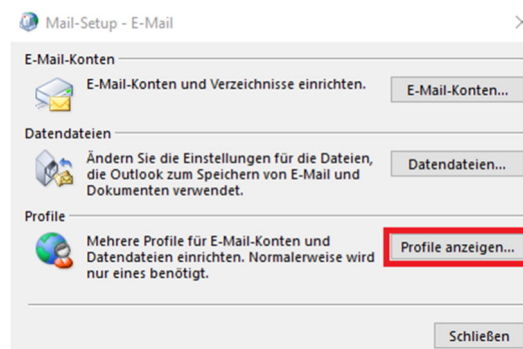 Mail-Setup - E-Mail
E-Mail-Konten
E-Mail-Konten und Verzeichnisse einrichten.
E-Mail-Konten...
Datendateien
Ändern Sie die Einstellungen für die Dateien,
die Outlook zum Speichern von E-Mail und
Dokumenten verwendet.
Datendateien...
Profile
Mehrere Profile für E-Mail-Konten und
Datendateien einrichten. Normalerweise wird
nur eines benötigt.
Profile anzeigen...
Schließen